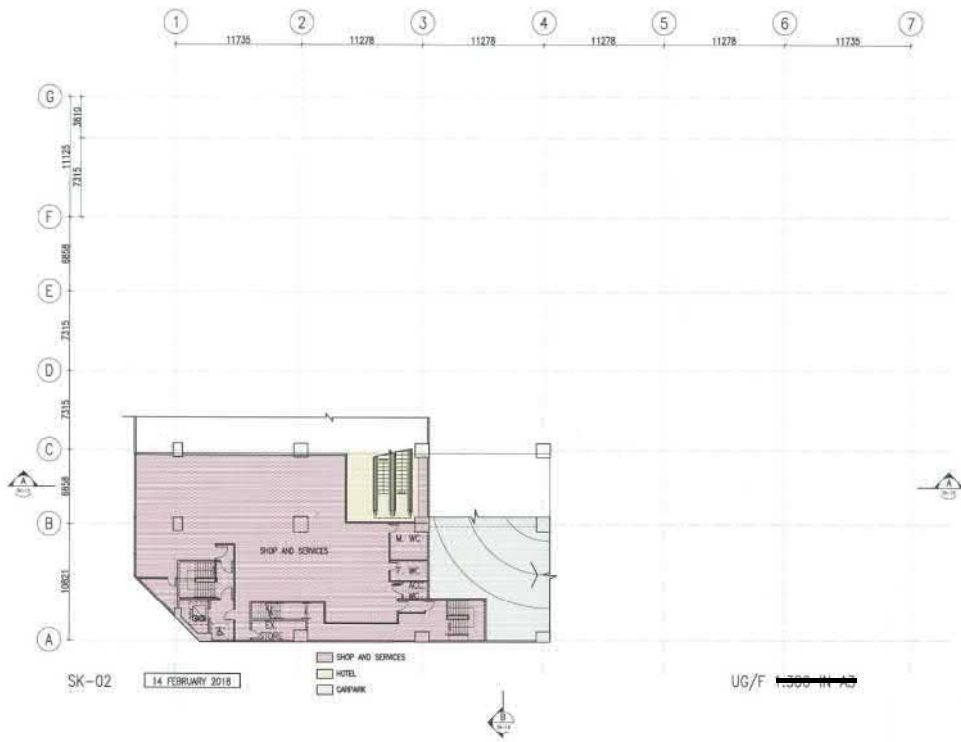 1 2 3 4 5 6 7
11735 11278 11278 11278 11278 11735
G
3810
11125
7315
F
6858
E
7315
D
7315
C
A
A
6858
B
M. WC
SHOP AND SERVICES
F. WC
ACC.
WC
10621
EX.
STORE
A
SHOP AND SERVICES
HOTEL
CARPARK
SK-02
14 FEBRUARY 2018
UG/F
B